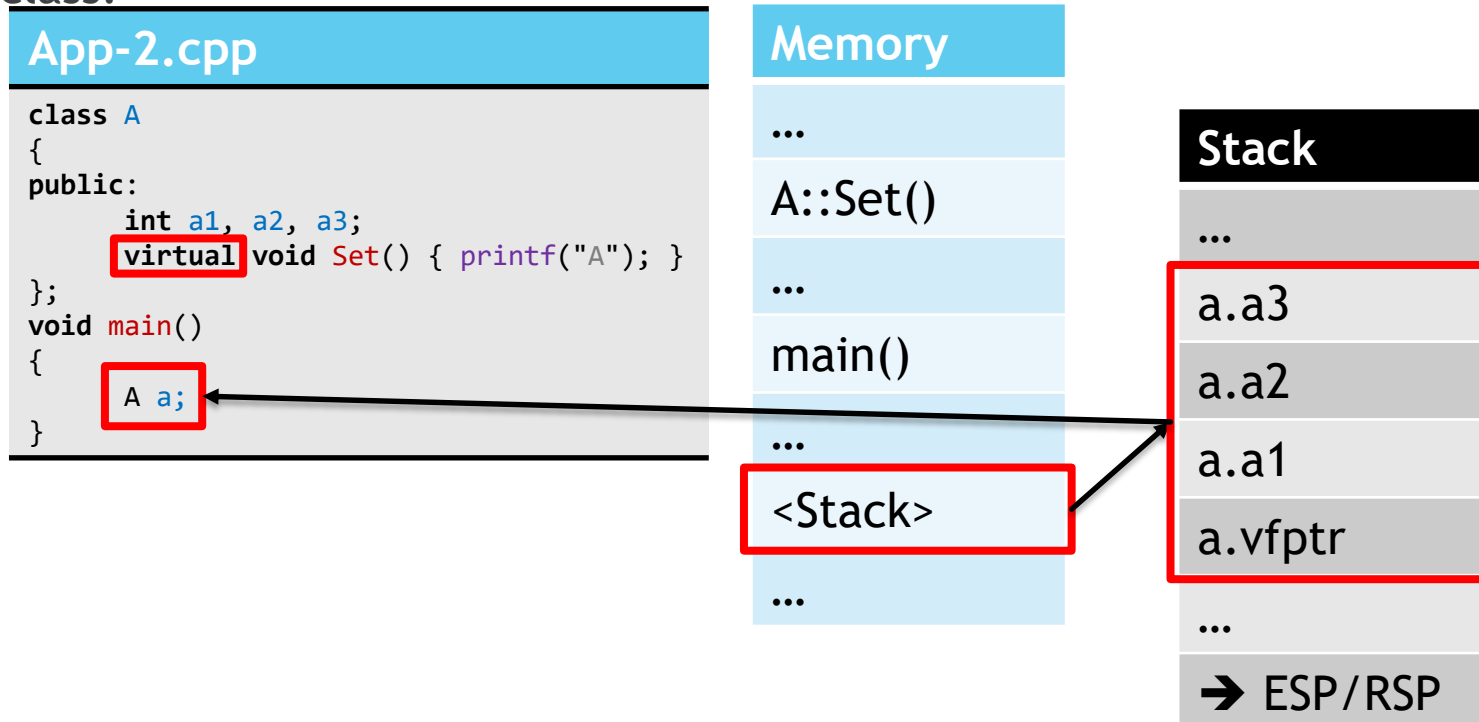 class:
App-2.cpp
class A
{
public:
int a1, a2, a3;
virtual void Set() { printf("A"); }
};
void main()
{
A a;
}
Memory
…
A::Set()
…
main()
…
<Stack>
…
Stack
…
a.a3
a.a2
a.a1
a.vfptr
…
➔ ESP/RSP